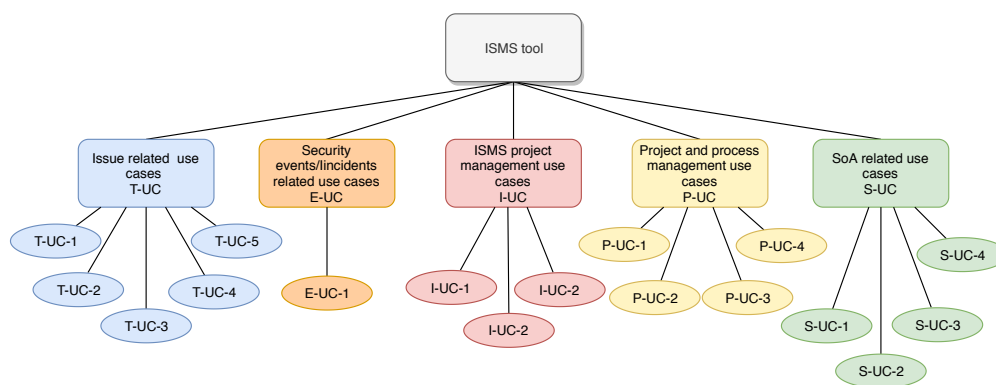 ISMS tool
Issue related use
cases
T-UC
Security
events/Iincidents
related use cases
E-UC
ISMS project
management use
cases
I-UC
Project and process
management use
cases
P-UC
SoA related use
cases
S-UC
T-UC-1
T-UC-2
T-UC-3
T-UC-4
T-UC-5
E-UC-1
I-UC-1
I-UC-2
I-UC-2
P-UC-1
P-UC-2
P-UC-3
P-UC-4
S-UC-1
S-UC-2
S-UC-3
S-UC-4